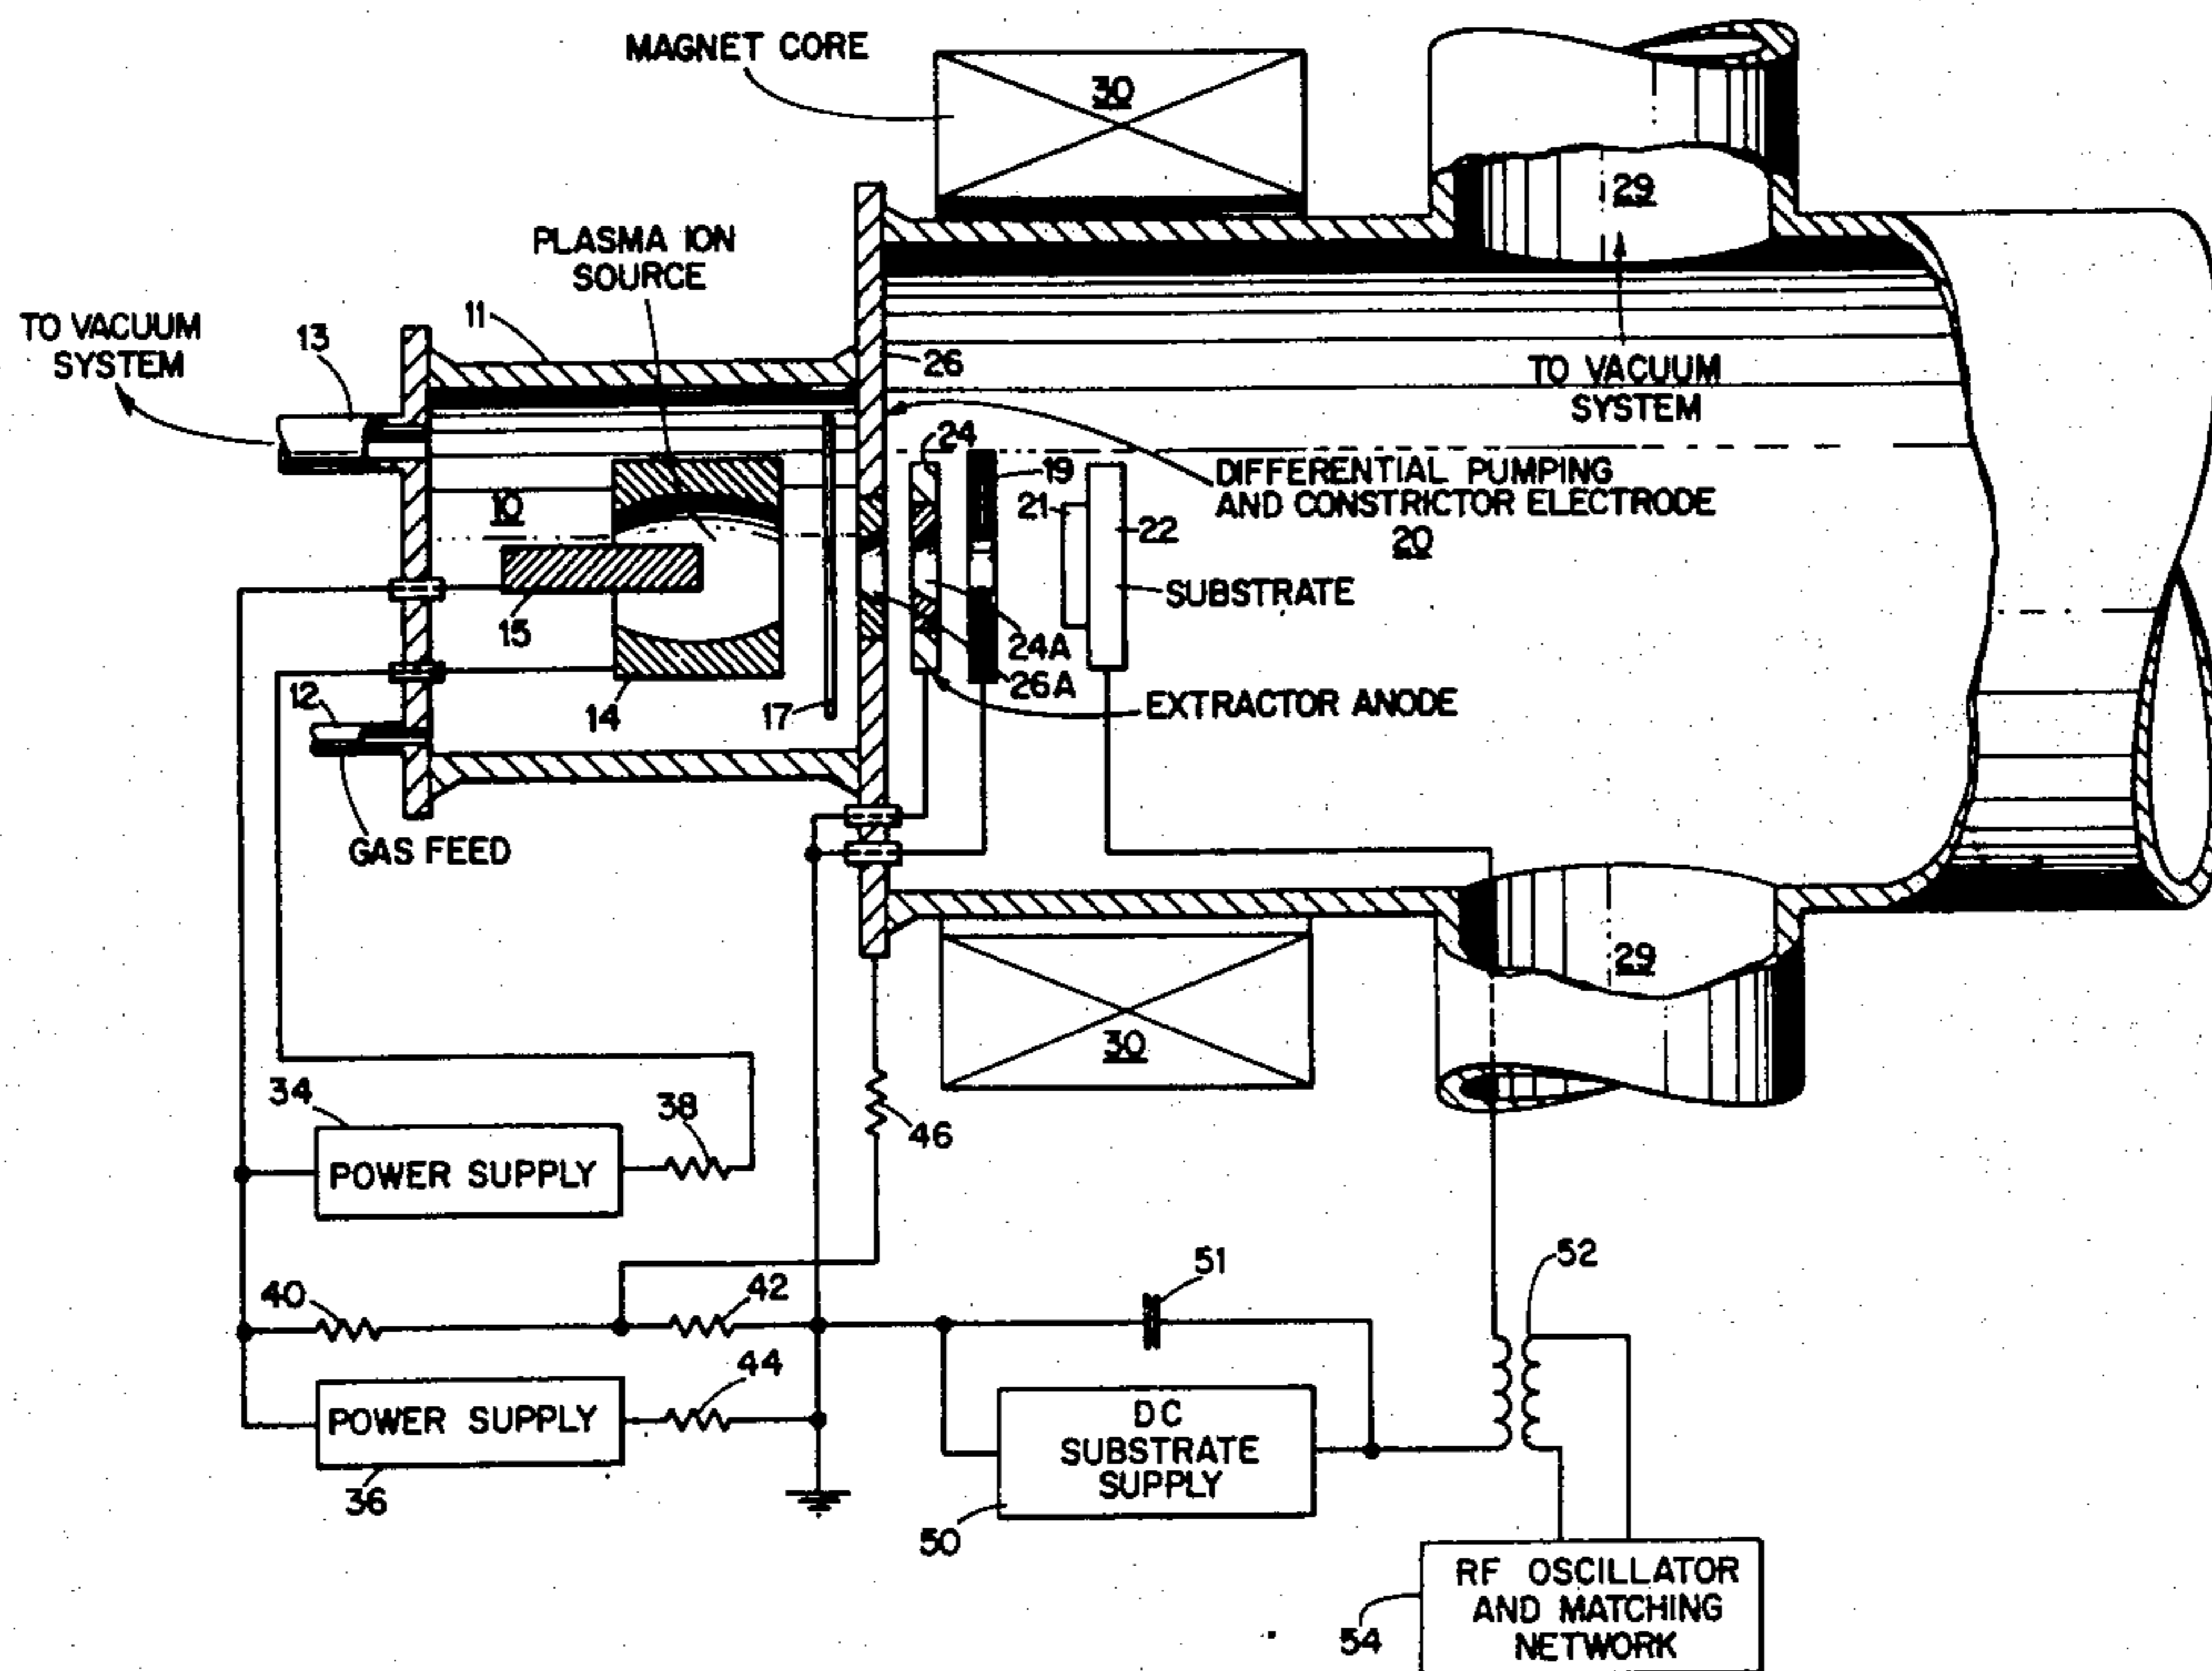 MAGNET CORE
30
29
PLASMA ION
SOURCE
TO VACUUM
SYSTEM
13
11
26
TO VACUUM
SYSTEM
24
19
DIFFERENTIAL PUMPING
AND CONSTRICTOR ELECTRODE
20
10
21
22
SUBSTRATE
15
24A
26A
12
14
17
EXTRACTOR ANODE
GAS FEED
29
30
34
38
46
POWER SUPPLY
40
42
51
52
44
POWER SUPPLY
DC
SUBSTRATE
SUPPLY
36
50
RF OSCILLATOR
AND MATCHING
NETWORK
54